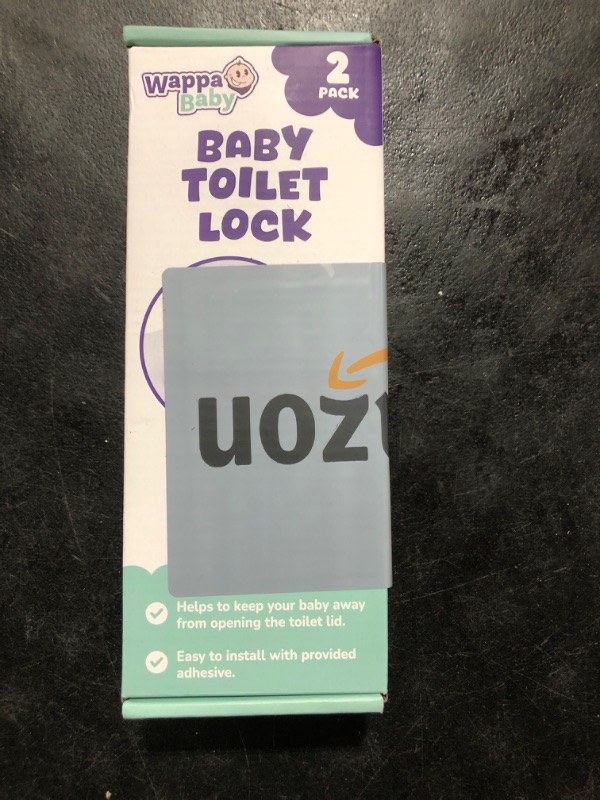 Wappa
Baby
2
PACK
BABY
TOILET
LOCK
uoz
Helps to keep your baby away
from opening the toilet lid.
Easy to install with provided
adhesive.